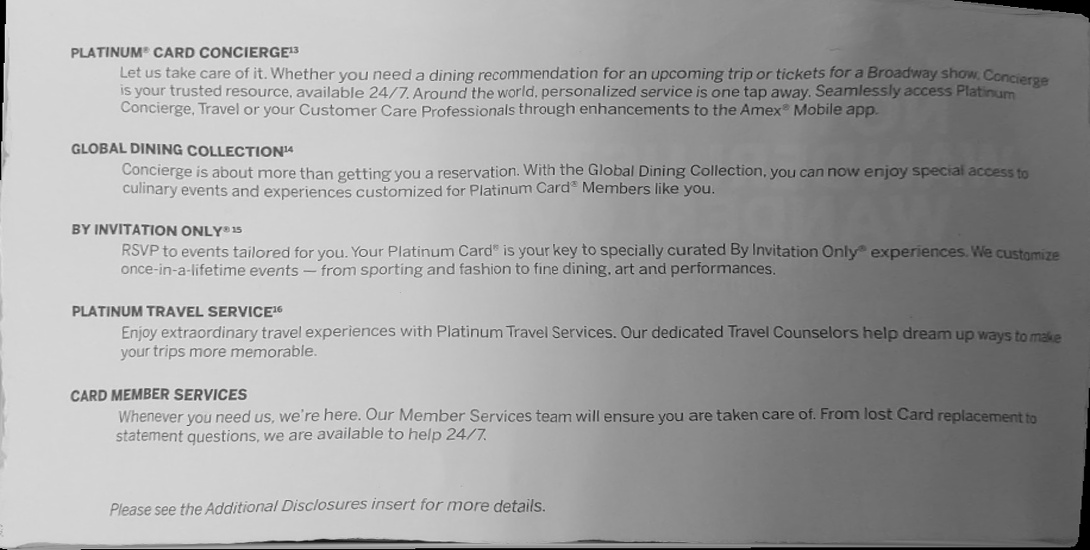 PLATINUM® CARD CONCIERGE¹³
Let us take care of it. Whether you need a dining recommendation for an upcoming trip or tickets for a Broadway show, Concierge
is your trusted resource, available 24/7. Around the world, personalized service is one tap away. Seamlessly access Platinum
Concierge, Travel or your Customer Care Professionals through enhancements to the Amex® Mobile app.
GLOBAL DINING COLLECTION¹⁴
Concierge is about more than getting you a reservation. With the Global Dining Collection, you can now enjoy special access to
culinary events and experiences customized for Platinum Card® Members like you.
BY INVITATION ONLY® ¹⁵
RSVP to events tailored for you. Your Platinum Card® is your key to specially curated By Invitation Only® experiences. We customize
once-in-a-lifetime events — from sporting and fashion to fine dining, art and performances.
PLATINUM TRAVEL SERVICE¹⁶
Enjoy extraordinary travel experiences with Platinum Travel Services. Our dedicated Travel Counselors help dream up ways to make
your trips more memorable.
CARD MEMBER SERVICES
Whenever you need us, we're here. Our Member Services team will ensure you are taken care of. From lost Card replacement to
statement questions, we are available to help 24/7.
Please see the Additional Disclosures insert for more details.